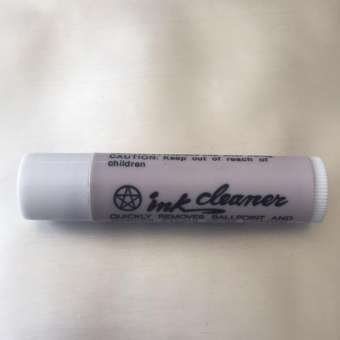 CAUTION: Keep out of reach of
children
ink cleaner
QUICKLY REMOVES BALLPOINT AND